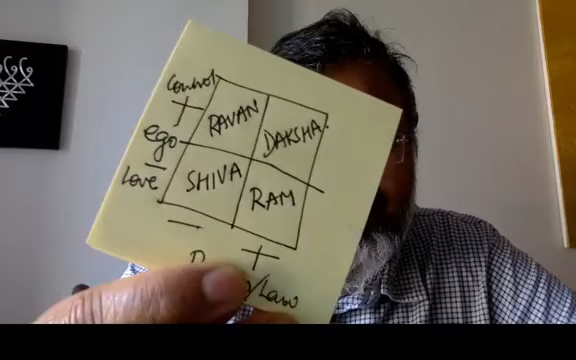 Control
+ RAVAN DAKSHA
ego
- SHIVA RAM
Love
- +
/Law